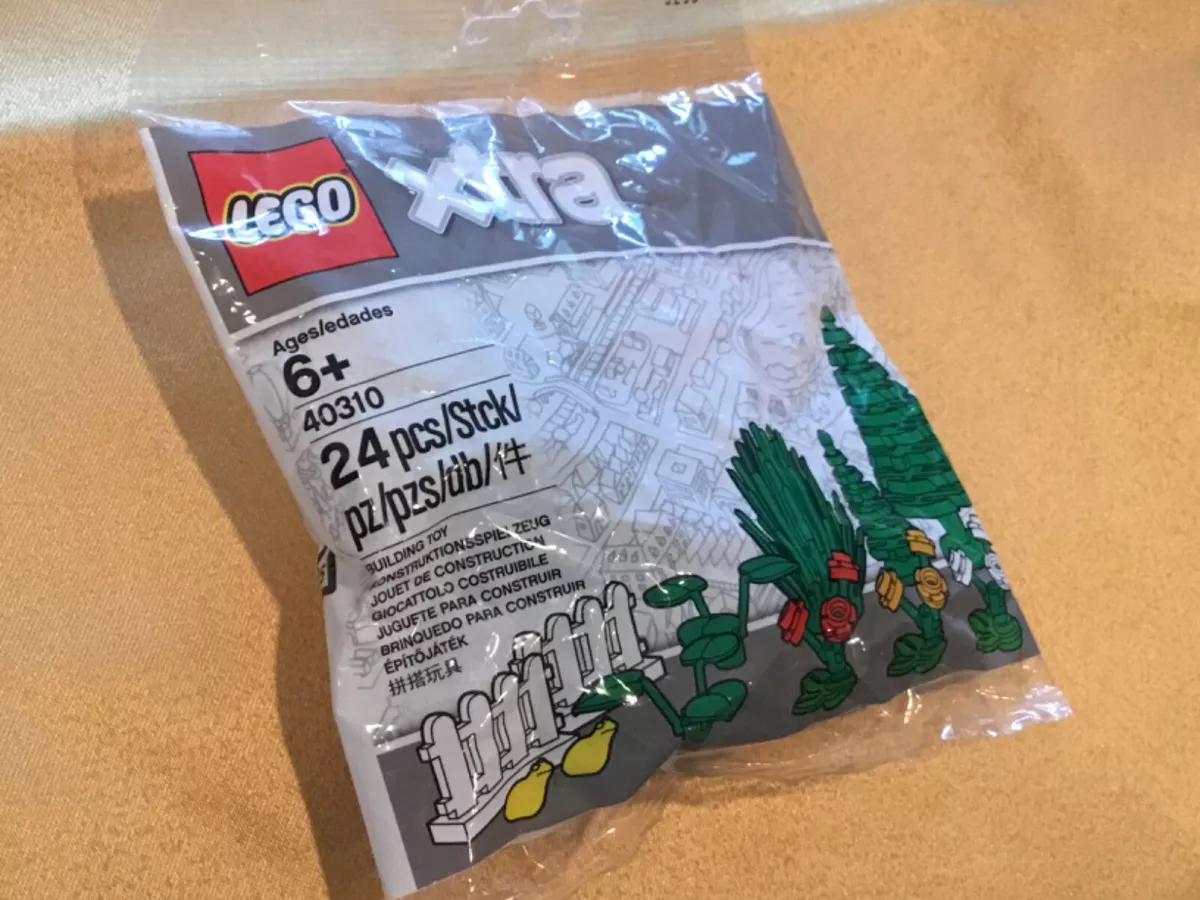 LEGO
xtra
Ages/edades
6+
40310
24 pcs/Stck/
pz/pzs/db/件
BUILDING TOY
KONSTRUKTIONSSPIELZEUG
JOUET DE CONSTRUCTION
GIOCATTOLO COSTRUIBILE
JUGUETE PARA CONSTRUIR
BRINQUEDO PARA CONSTRUIR
ÉPÍTŐJÁTÉK
拼搭玩具